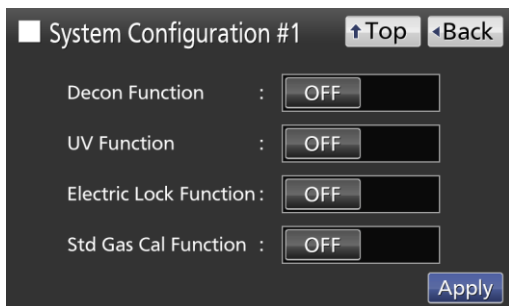 System Configuration #1 ↑Top ◂Back
Decon Function : OFF
UV Function : OFF
Electric Lock Function : OFF
Std Gas Cal Function : OFF
Apply